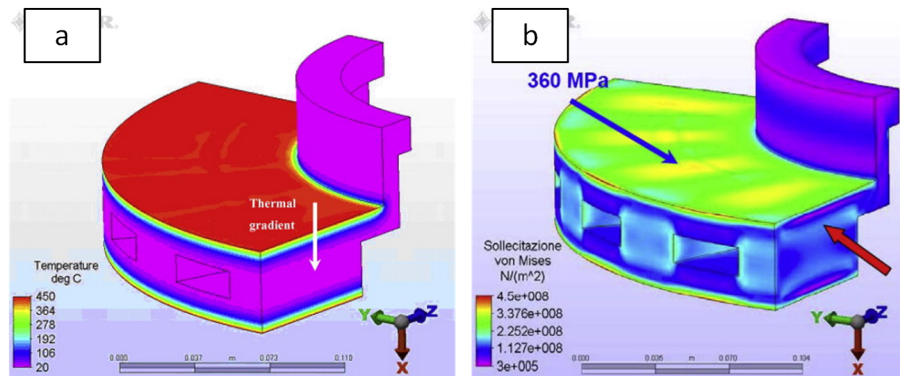 a
Thermal
gradient
Temperature
deg C
450
364
278
192
106
20
Y
Z
X
0.000
0.037
m
0.073
0.110
b
360 MPa
Sollecitazione
von Mises
N/(m^2)
4.5e+008
3.376e+008
2.252e+008
1.127e+008
3e+005
Y
Z
X
0.000
0.035
m
0.070
0.104